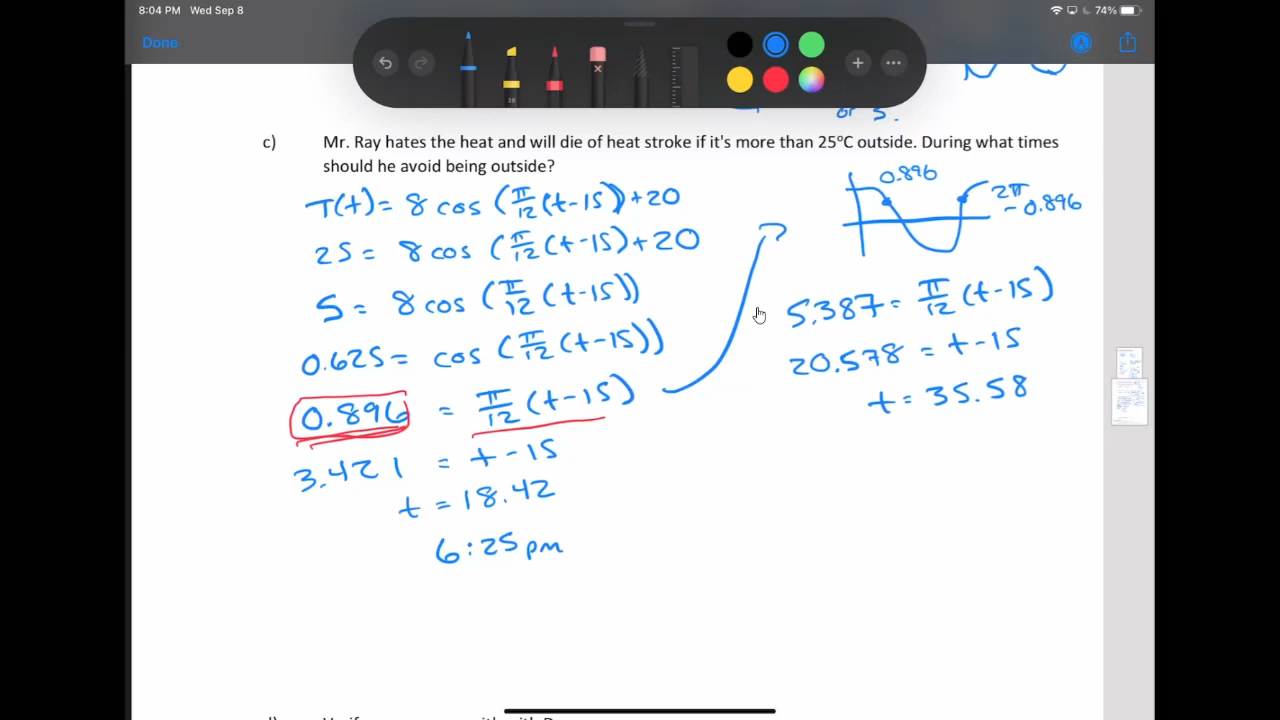 8:04 PM Wed Sep 8
74%
Done
or S.
c) Mr. Ray hates the heat and will die of heat stroke if it's more than 25°C outside. During what times
should he avoid being outside?
T(t) = 8 cos (π/12 (t-15)) + 20
25 = 8 cos (π/12 (t-15) + 20
5 = 8 cos (π/12 (t-15))
0.625 = cos (π/12 (t-15))
0.896 = π/12 (t-15)
3.421 = t-15
t = 18.42
6:25 pm
0.896
2π
- 0.896
5.387 = π/12 (t-15)
20.578 = t-15
t = 35.58